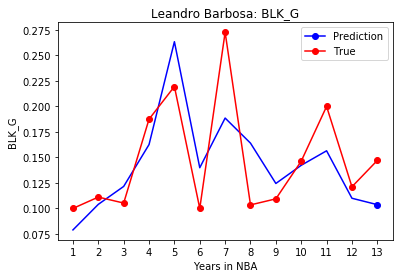 Leandro Barbosa: BLK_G
Prediction
True
0.275
0.250
0.225
0.200
0.175
0.150
0.125
0.100
0.075
BLK_G
1 2 3 4 5 6 7 8 9 10 11 12 13
Years in NBA